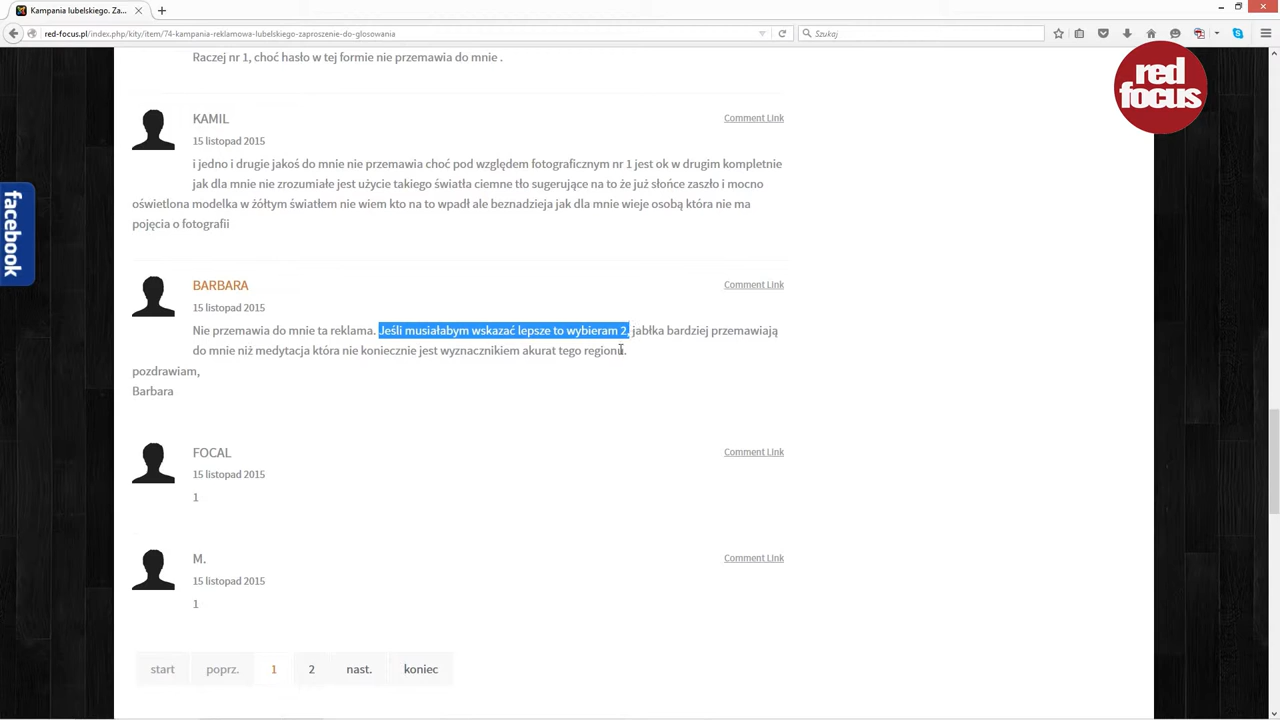 Kampania lubelskiego. Za...
red-focus.pl/index.php/kity/item/74-kampania-reklamowa-lubelskiego-zaproszenie-do-glosowania
Szukaj
red
focus
facebook
Raczej nr 1, choć hasło w tej formie nie przemawia do mnie .
KAMIL
Comment Link
15 listopad 2015
i jedno i drugie jakoś do mnie nie przemawia choć pod względem fotograficznym nr 1 jest ok w drugim kompletnie
jak dla mnie nie zrozumiałe jest użycie takiego światła ciemne tło sugerujące na to że już słońce zaszło i mocno
oświetlona modelka w żółtym światłem nie wiem kto na to wpadł ale beznadzieja jak dla mnie wieje osobą która nie ma
pojęcia o fotografii
BARBARA
Comment Link
15 listopad 2015
Nie przemawia do mnie ta reklama. Jeśli musiałabym wskazać lepsze to wybieram 2, jabłka bardziej przemawiają
do mnie niż medytacja która nie koniecznie jest wyznacznikiem akurat tego regionu.
pozdrawiam,
Barbara
FOCAL
Comment Link
15 listopad 2015
1
M.
Comment Link
15 listopad 2015
1
start poprz. 1 2 nast. koniec